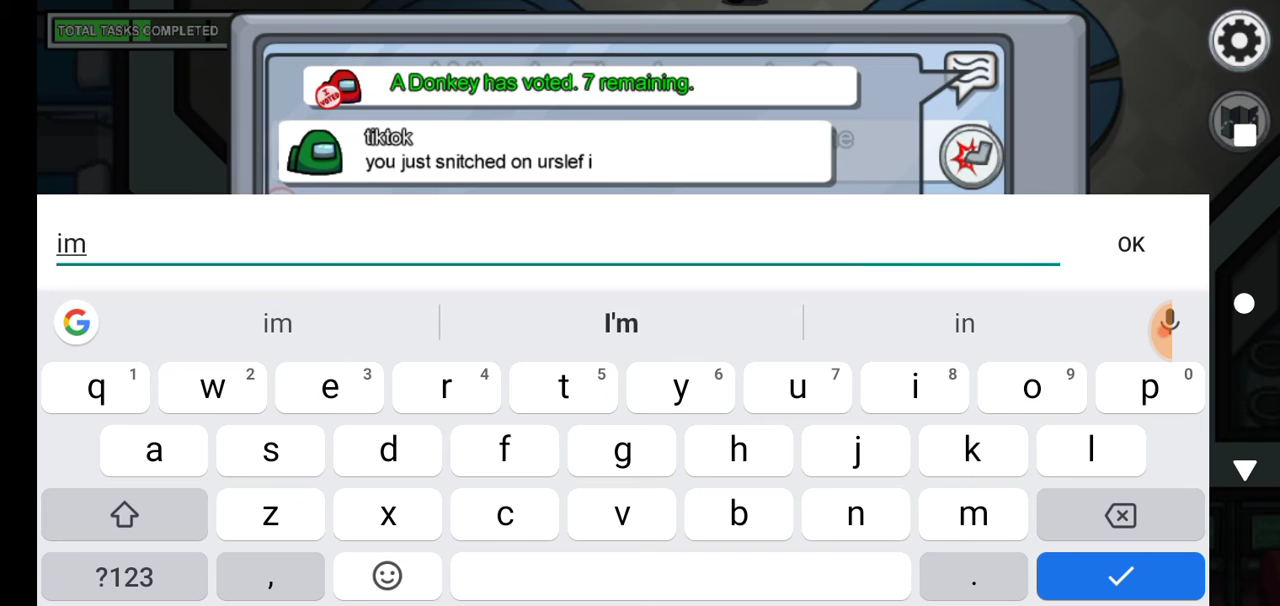 TOTAL TASKS COMPLETED
A Donkey has voted. 7 remaining.
I VOTED
tiktok
you just snitched on urslef i
im
OK
im I'm in
q 1 w 2 e 3 r 4 t 5 y 6 u 7 i 8 o 9 p 0
a s d f g h j k l
z x c v b n m
?123 , .